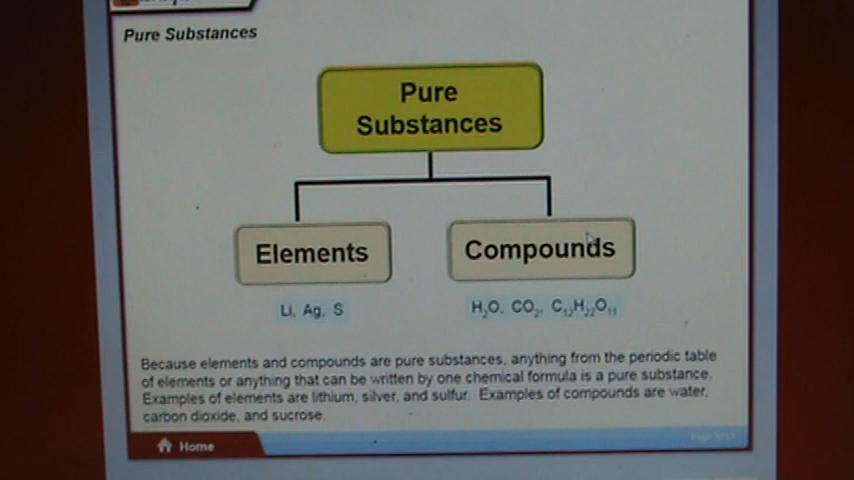 Pure Substances
Pure
Substances
Elements
Compounds
Li, Ag, S
H₂O, CO₂, C₁₂H₂₂O₁₁
Because elements and compounds are pure substances, anything from the periodic table
of elements or anything that can be written by one chemical formula is a pure substance.
Examples of elements are lithium, silver, and sulfur. Examples of compounds are water,
carbon dioxide, and sucrose.
Home
Page